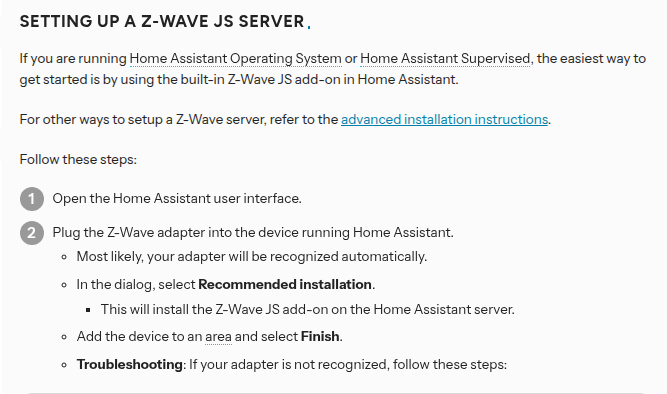 SETTING UP A Z-WAVE JS SERVER
If you are running Home Assistant Operating System or Home Assistant Supervised, the easiest way to
get started is by using the built-in Z-Wave JS add-on in Home Assistant.
For other ways to setup a Z-Wave server, refer to the advanced installation instructions.
Follow these steps:
1 Open the Home Assistant user interface.
2 Plug the Z-Wave adapter into the device running Home Assistant.
Most likely, your adapter will be recognized automatically.
In the dialog, select Recommended installation.
This will install the Z-Wave JS add-on on the Home Assistant server.
Add the device to an area and select Finish.
Troubleshooting: If your adapter is not recognized, follow these steps: